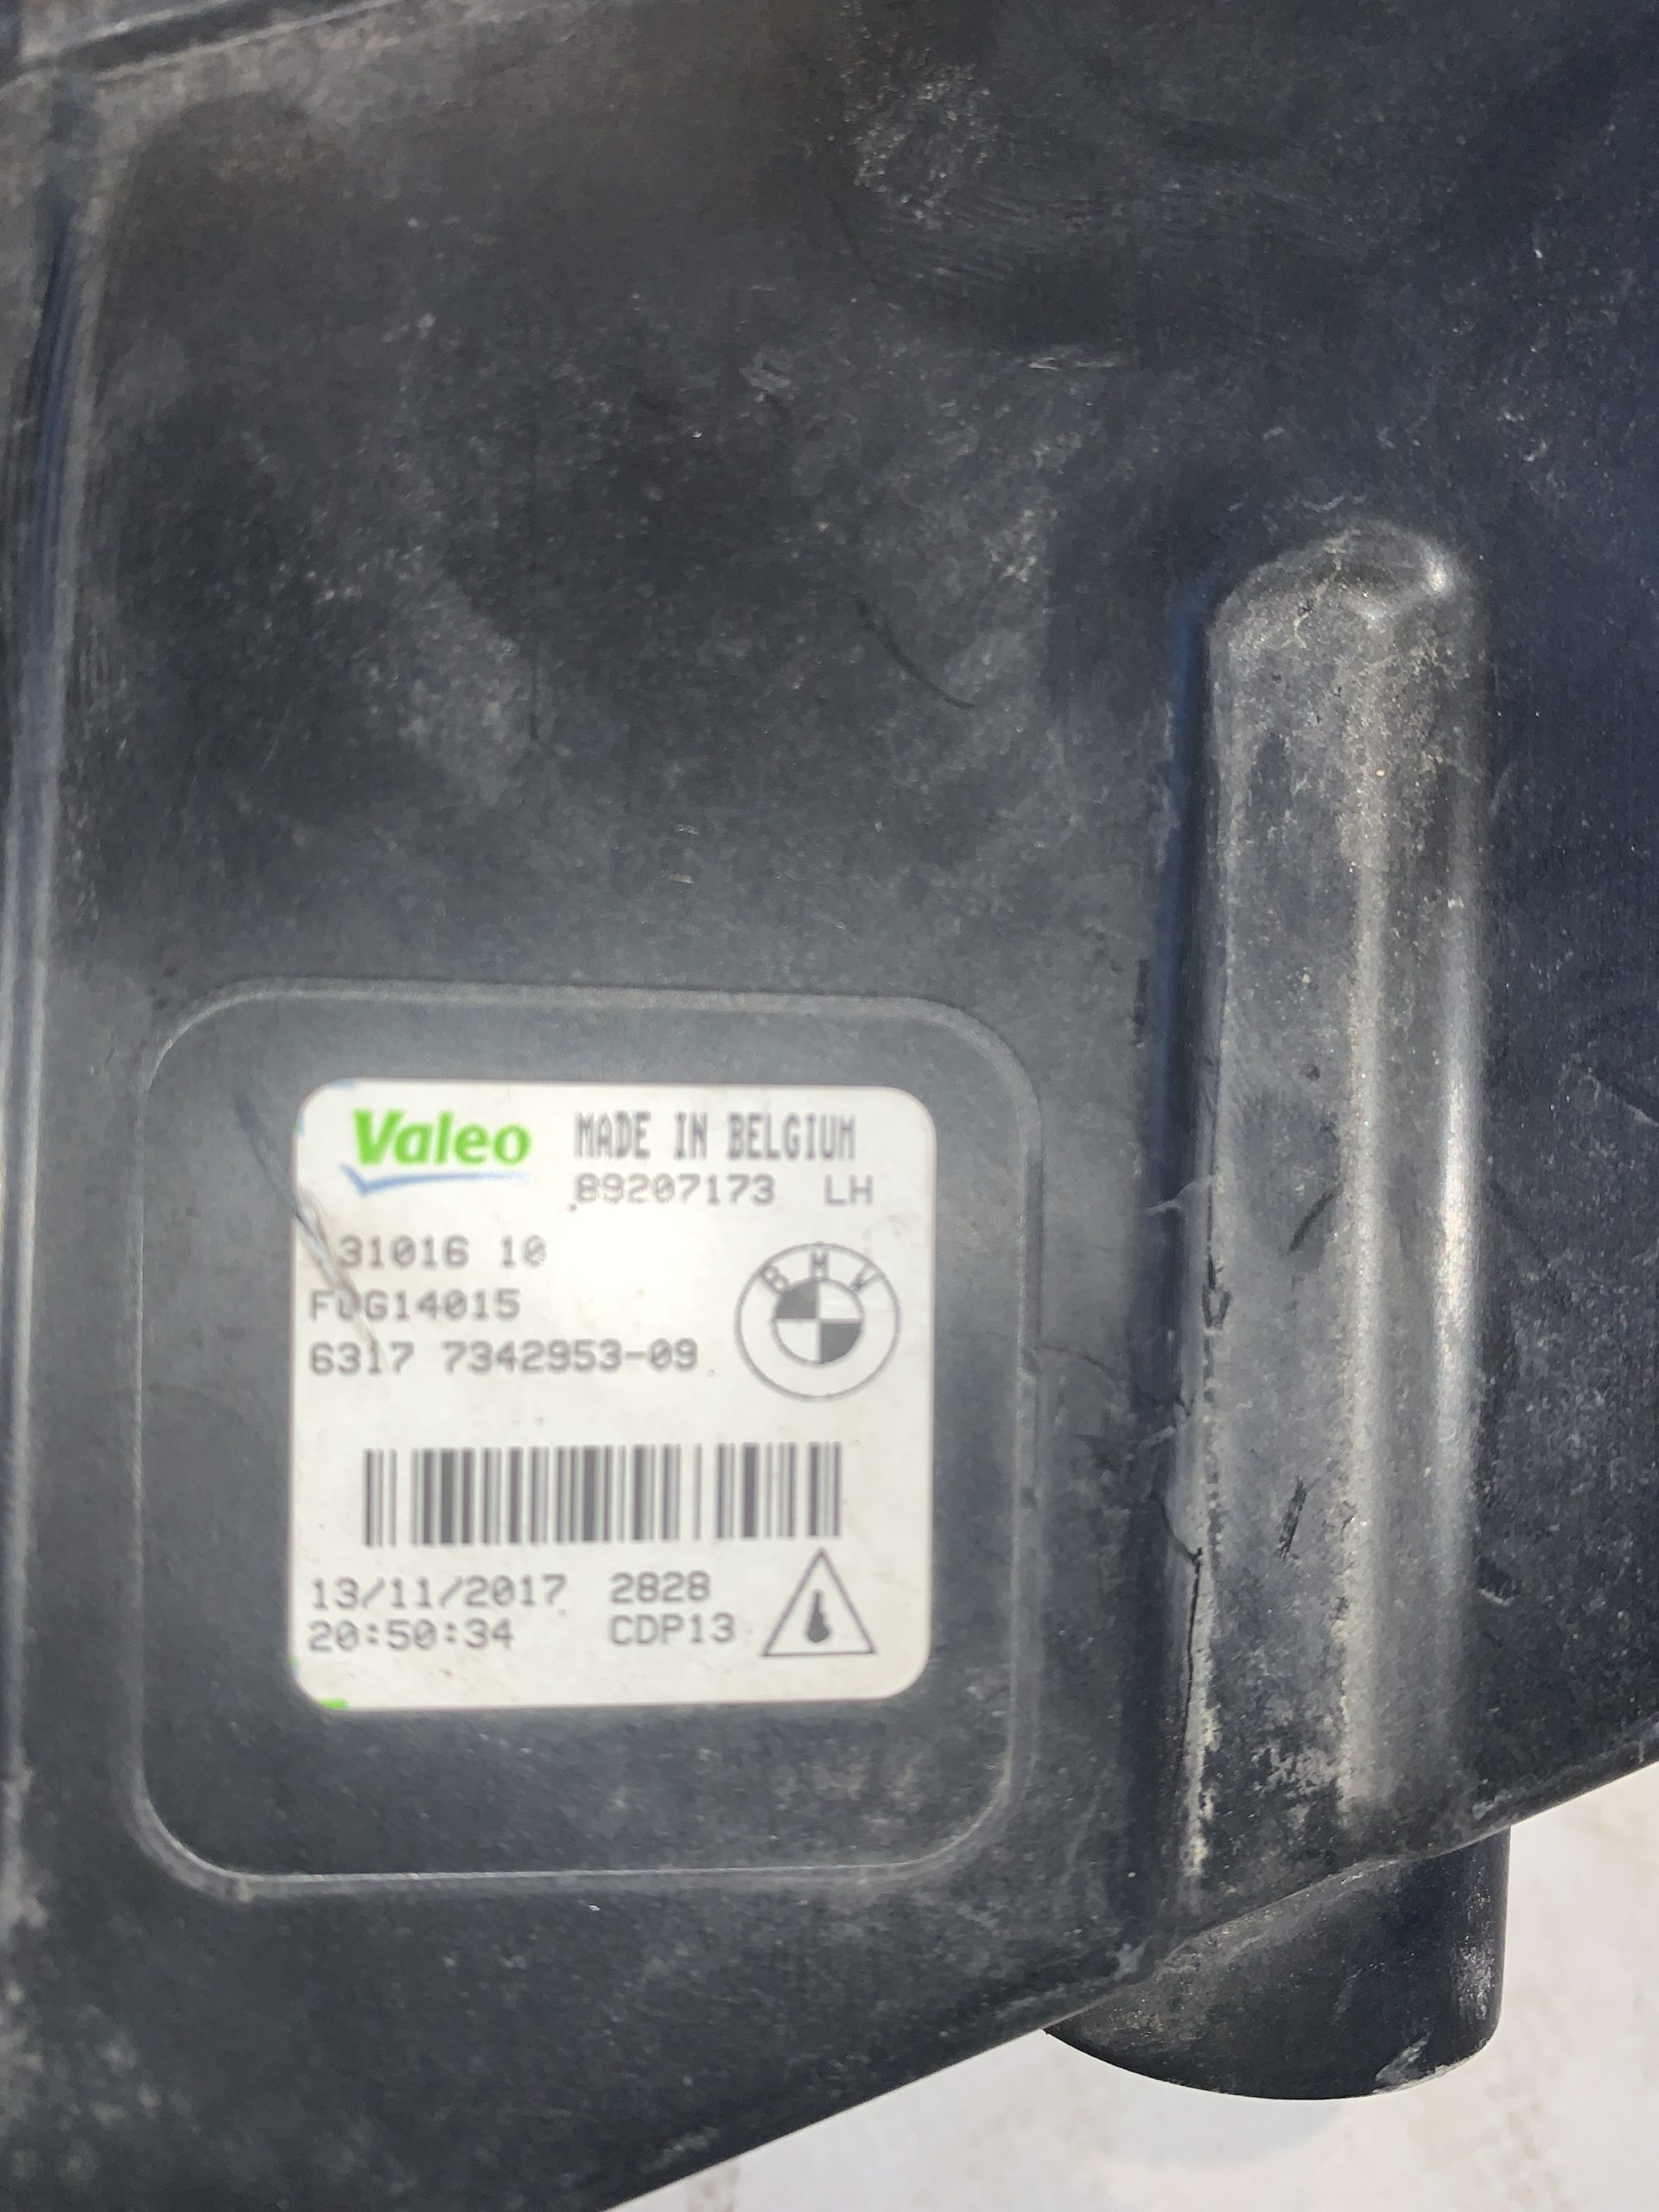 Valeo MADE IN BELGIUM
89207173 LH
31016 10
FUG14015
BMW
6317 7342953-09
13/11/2017 2828
20:50:34 CDP13